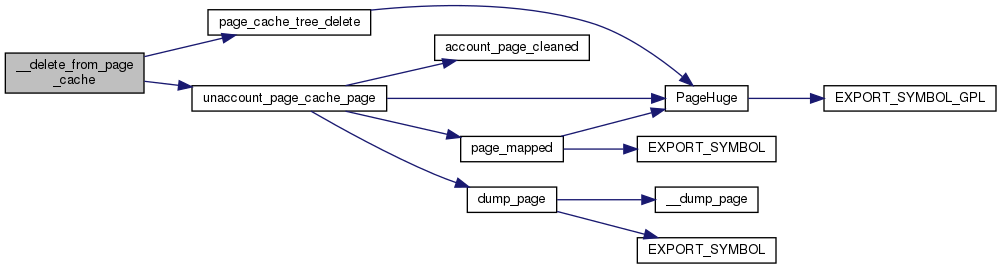 page_cache_tree_delete
account_page_cleaned
__delete_from_page
_cache
unaccount_page_cache_page
PageHuge
EXPORT_SYMBOL_GPL
page_mapped
EXPORT_SYMBOL
dump_page
__dump_page
EXPORT_SYMBOL